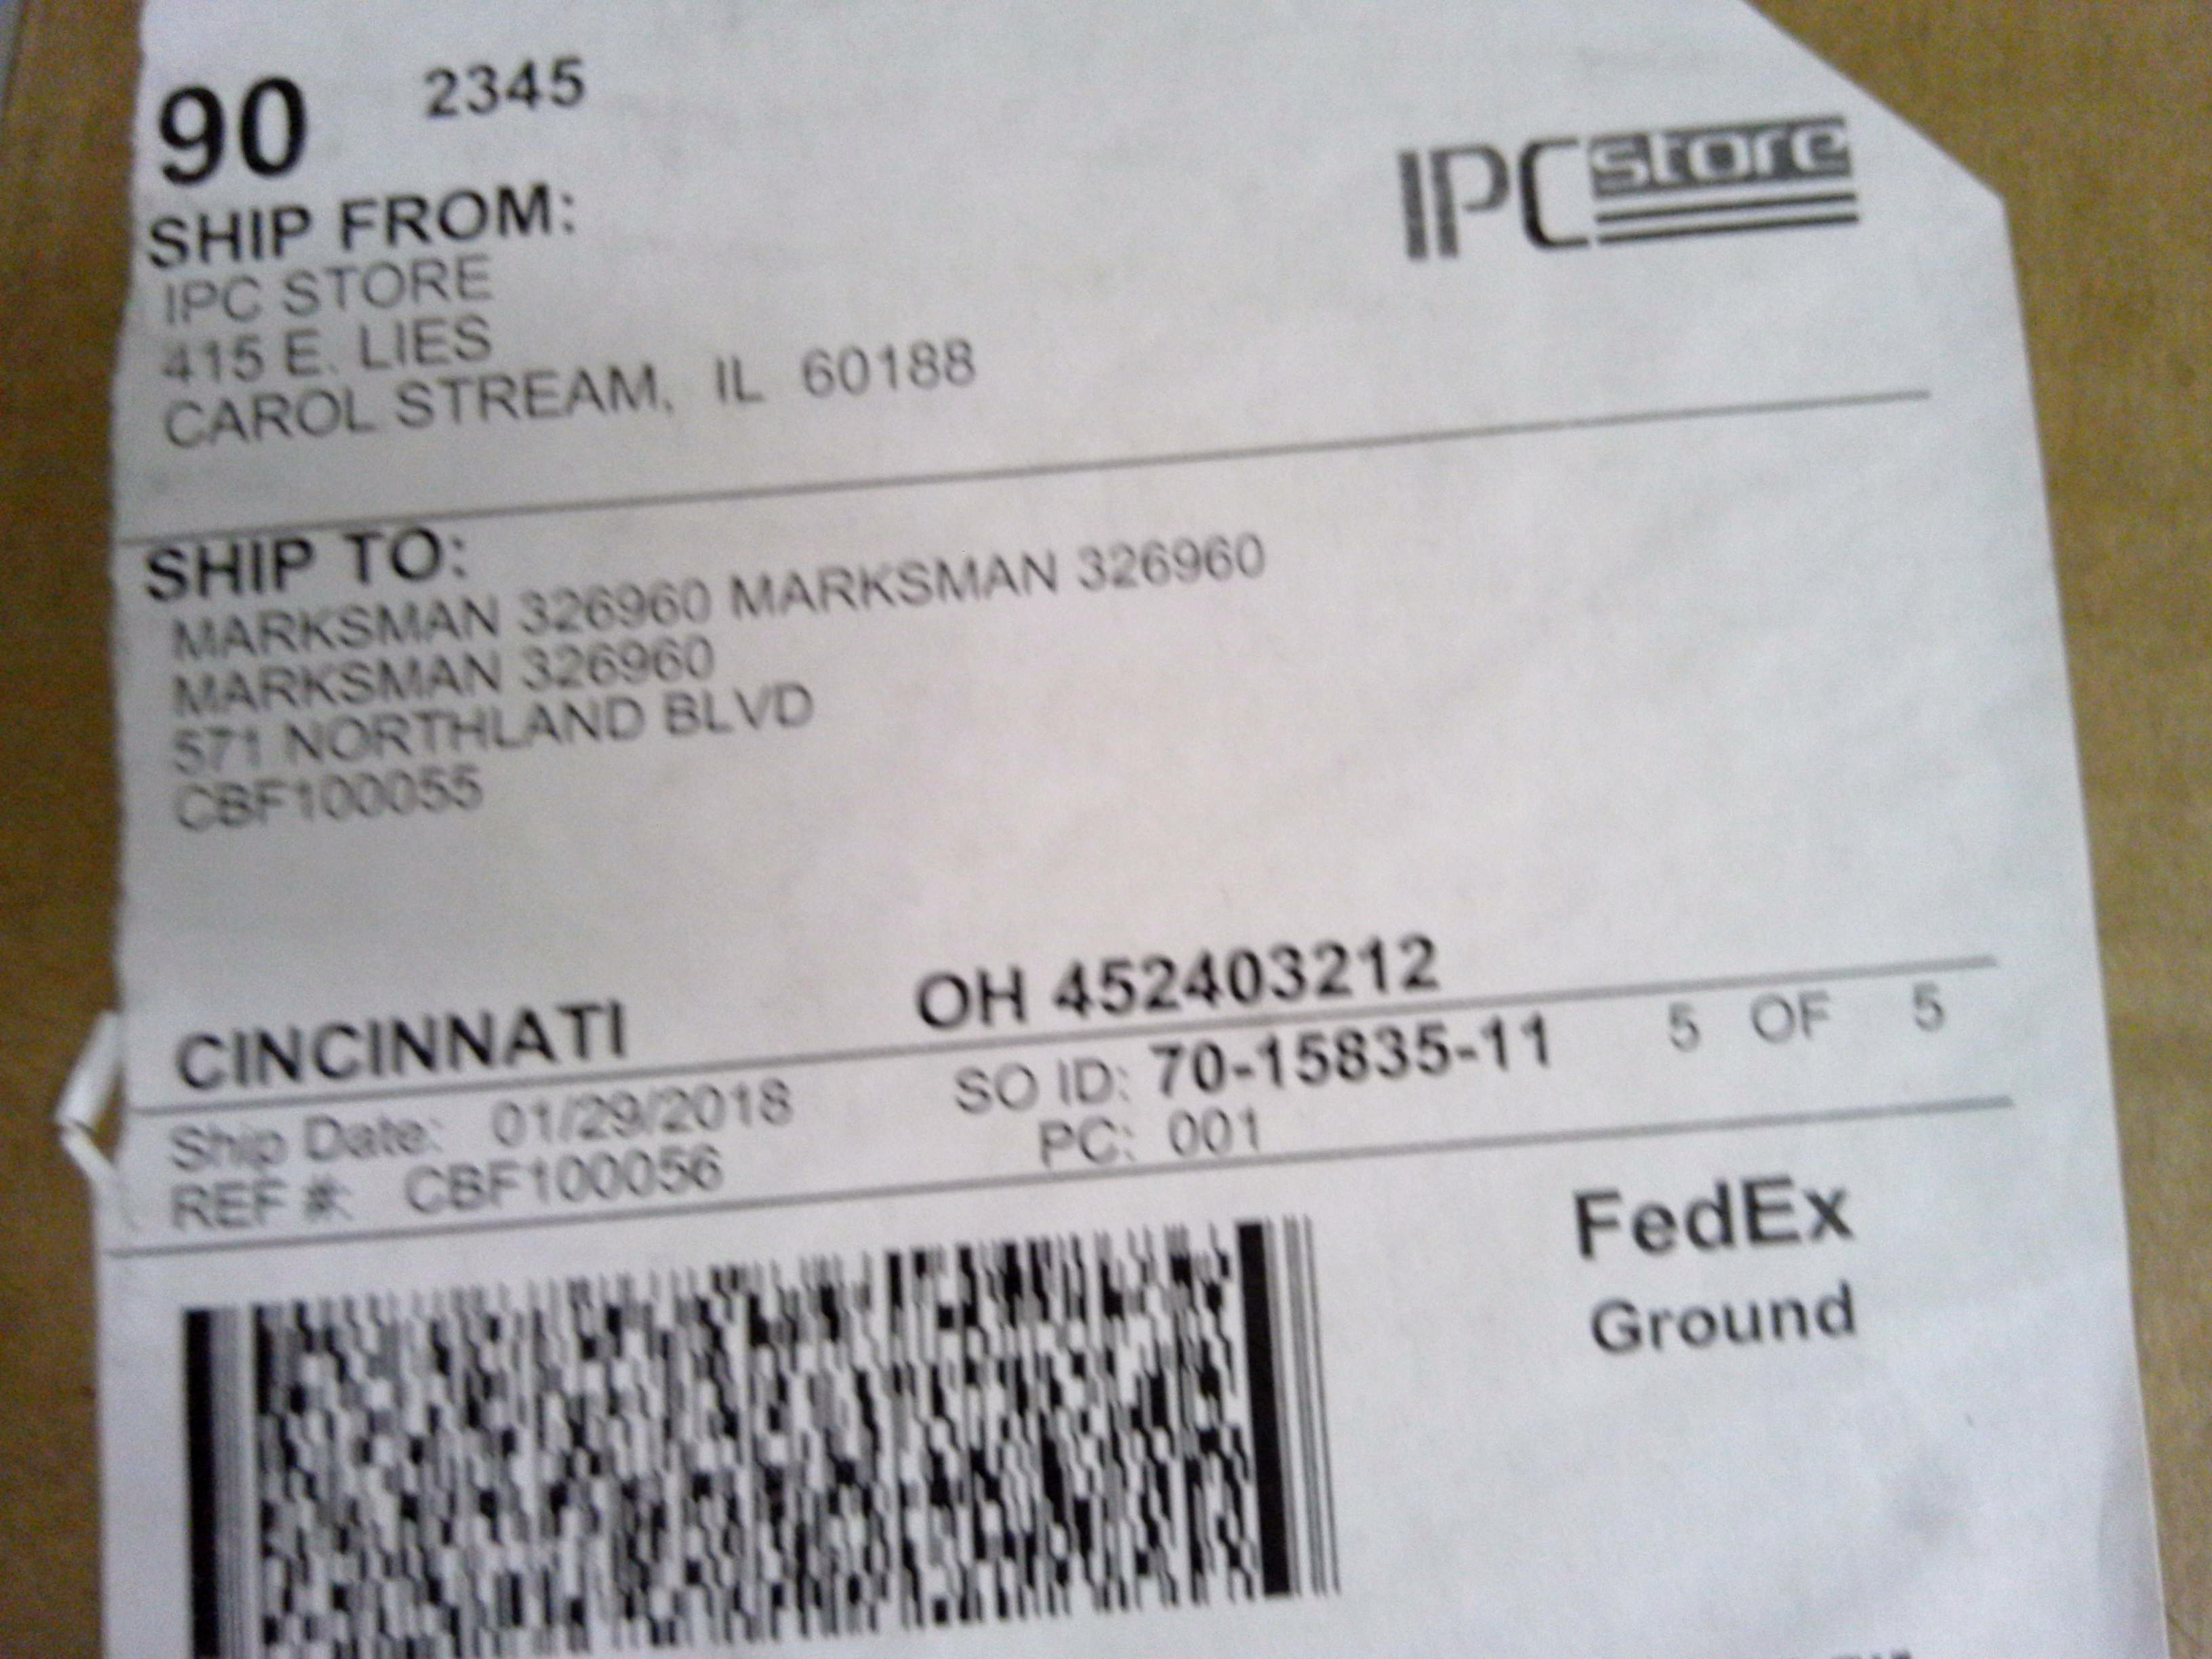 90 2345
IPC store
SHIP FROM:
IPC STORE
415 E. LIES
CAROL STREAM, IL 60188
SHIP TO:
MARKSMAN 326960 MARKSMAN 326960
MARKSMAN 326960
571 NORTHLAND BLVD
CBF100055
CINCINNATI OH 452403212
Ship Date: 01/29/2018 SO ID: 70-15835-11 5 OF 5
REF #: CBF100056 PC: 001
FedEx
Ground